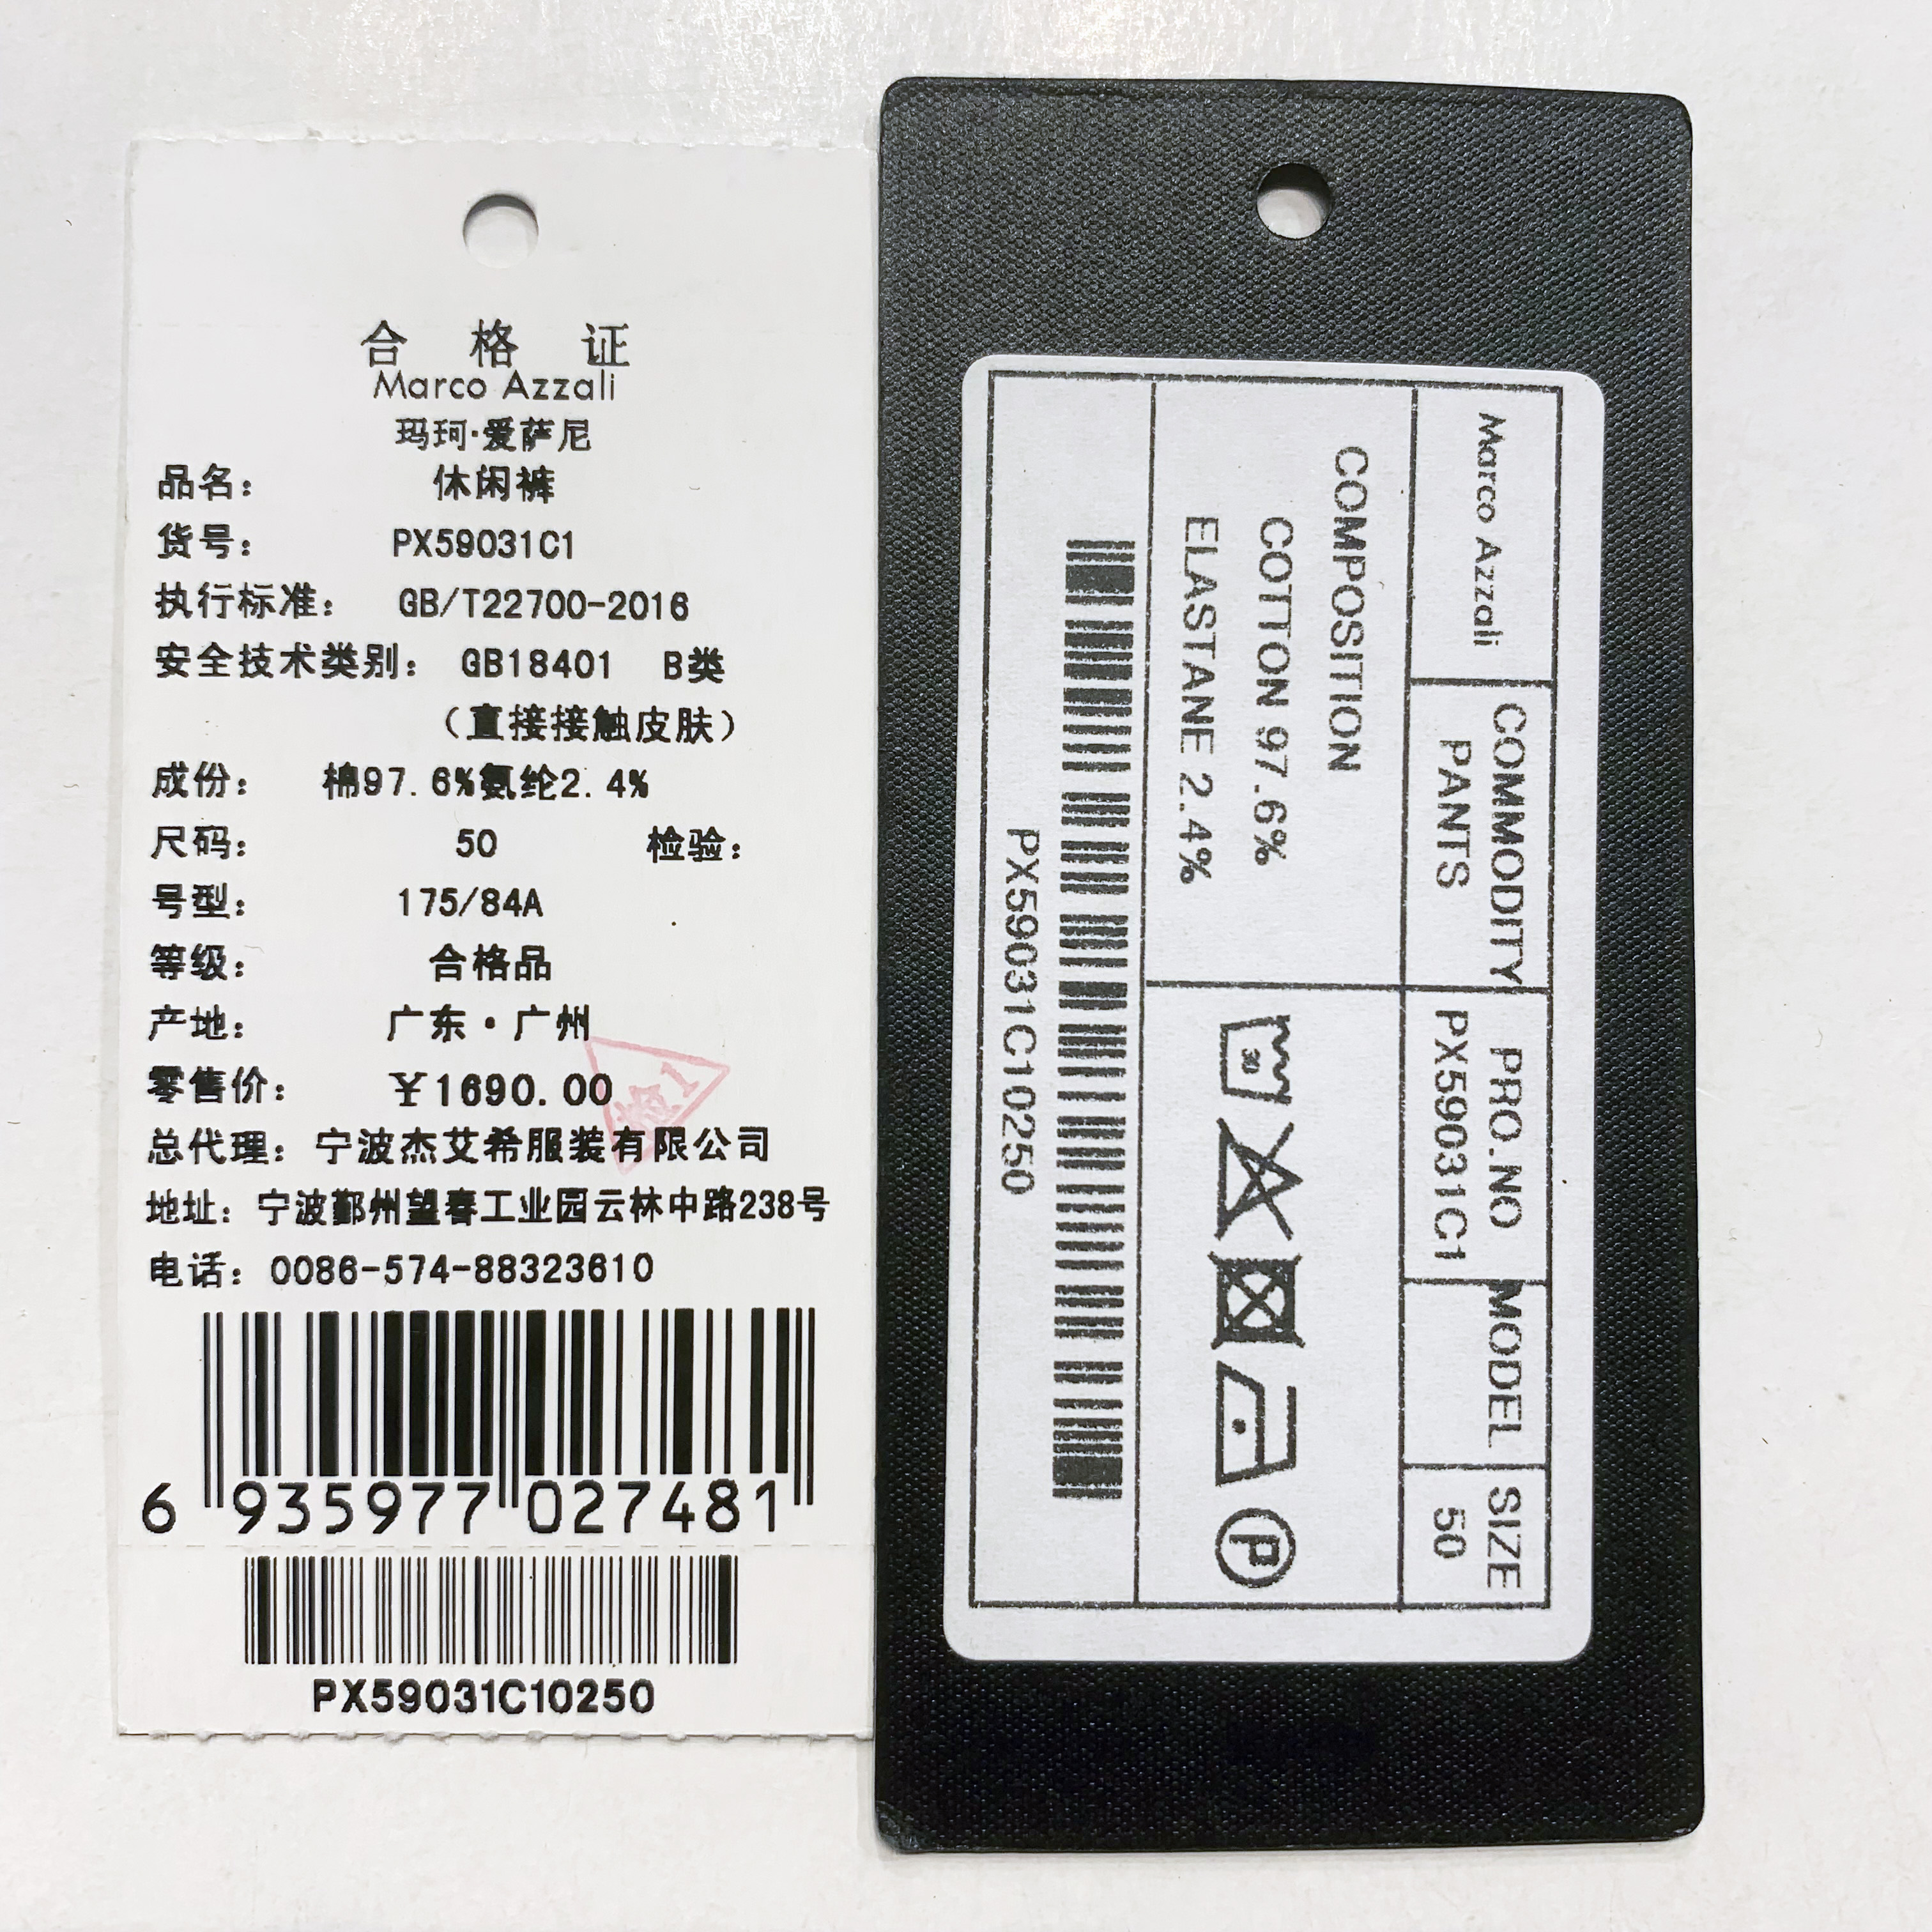 合格证
Marco Azzali
玛珂·爱萨尼
品名： 休闲裤
货号： PX59031C1
执行标准： GB/T22700-2016
安全技术类别： GB18401 B类
（直接接触皮肤）
成份： 棉97.6%氨纶2.4%
尺码： 50 检验：
号型： 175/84A
等级： 合格品
产地： 广东·广州
零售价： ￥1690.00
总代理：宁波杰艾希服装有限公司
地址：宁波鄞州望春工业园云林中路238号
电话：0086-574-88323610
6 935977 027481
PX59031C10250
Marco Azzali
COMMODITY
PANTS
PRO.NO
PX59031C1
MODEL
SIZE
50
COMPOSITION
COTTON 97.6%
ELASTANE 2.4%
30
P
PX59031C10250